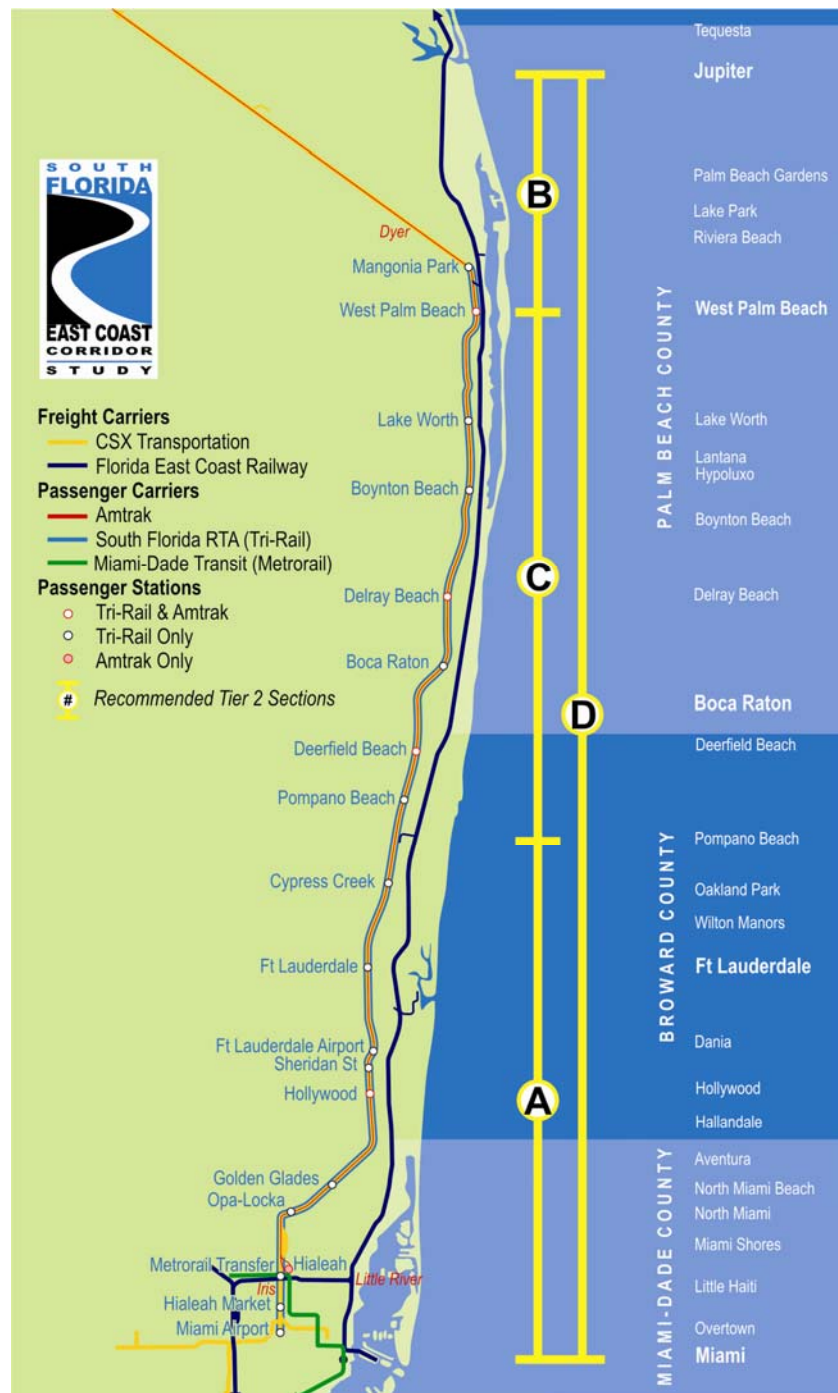 SOUTH
FLORIDA
EAST COAST
CORRIDOR
STUDY
Freight Carriers
CSX Transportation
Florida East Coast Railway
Passenger Carriers
Amtrak
South Florida RTA (Tri-Rail)
Miami-Dade Transit (Metrorail)
Passenger Stations
Tri-Rail & Amtrak
Tri-Rail Only
Amtrak Only
# Recommended Tier 2 Sections
Dyer
Mangonia Park
West Palm Beach
Lake Worth
Boynton Beach
Delray Beach
Boca Raton
Deerfield Beach
Pompano Beach
Cypress Creek
Ft Lauderdale
Ft Lauderdale Airport
Sheridan St
Hollywood
Golden Glades
Opa-Locka
Metrorail Transfer
Hialeah
Iris
Little River
Hialeah Market
Miami Airport
B
C
D
A
PALM BEACH COUNTY
BROWARD COUNTY
MIAMI-DADE COUNTY
Tequesta
Jupiter
Palm Beach Gardens
Lake Park
Riviera Beach
West Palm Beach
Lake Worth
Lantana
Hypoluxo
Boynton Beach
Delray Beach
Boca Raton
Deerfield Beach
Pompano Beach
Oakland Park
Wilton Manors
Ft Lauderdale
Dania
Hollywood
Hallandale
Aventura
North Miami Beach
North Miami
Miami Shores
Little Haiti
Overtown
Miami